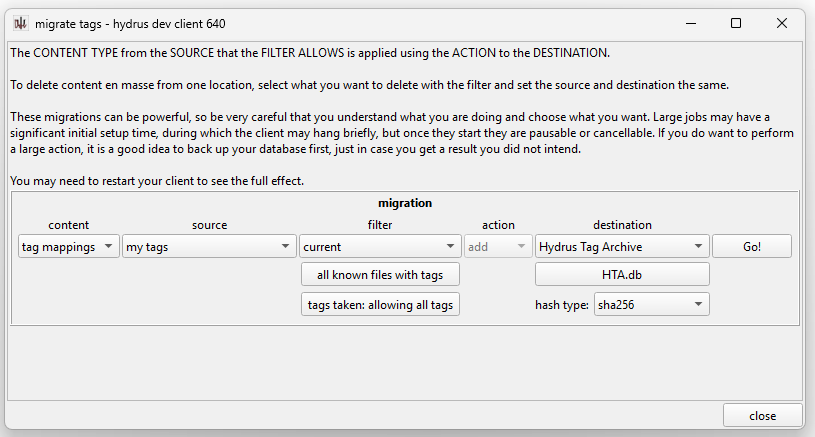 migrate tags - hydrus dev client 640
The CONTENT TYPE from the SOURCE that the FILTER ALLOWS is applied using the ACTION to the DESTINATION.
To delete content en masse from one location, select what you want to delete with the filter and set the source and destination the same.
These migrations can be powerful, so be very careful that you understand what you are doing and choose what you want. Large jobs may have a
significant initial setup time, during which the client may hang briefly, but once they start they are pausable or cancellable. If you do want to perform
a large action, it is a good idea to back up your database first, just in case you get a result you did not intend.
You may need to restart your client to see the full effect.
migration
content source filter action destination
tag mappings my tags current add Hydrus Tag Archive Go!
all known files with tags HTA.db
tags taken: allowing all tags hash type: sha256
close